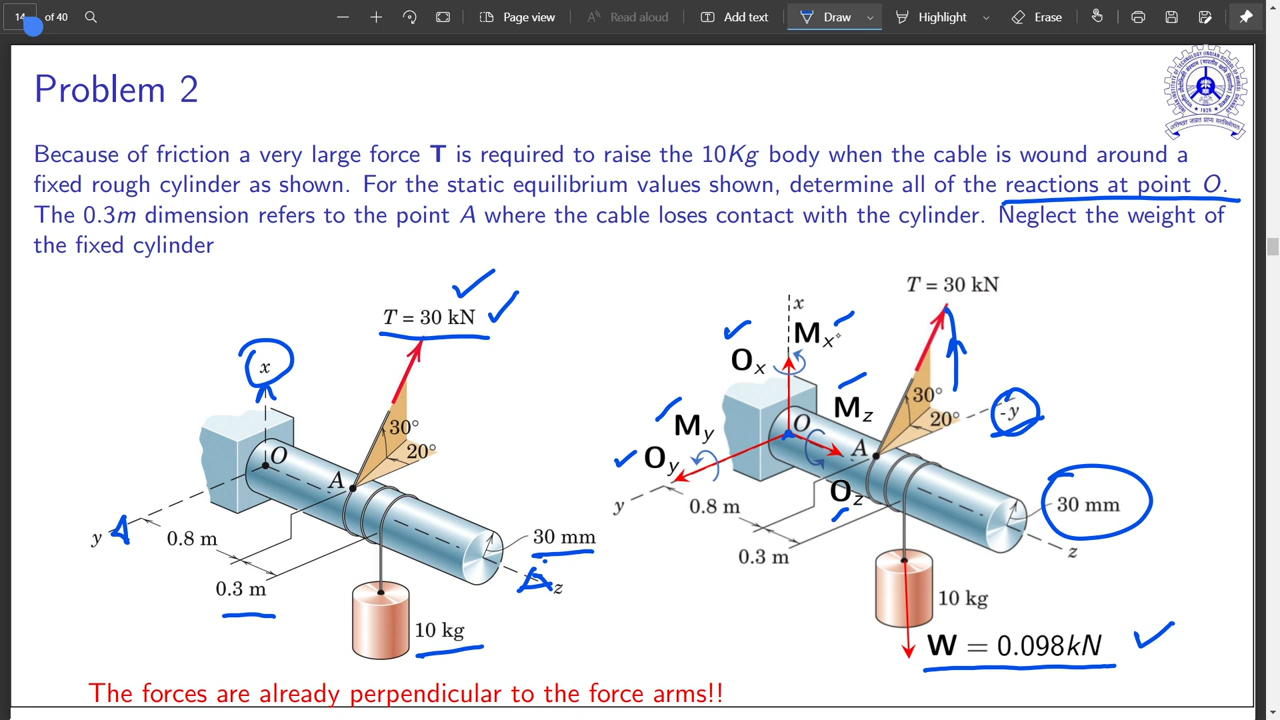 14 of 40
Page view
Read aloud
Add text
Draw
Highlight
Erase
Problem 2
Because of friction a very large force T is required to raise the 10Kg body when the cable is wound around a
fixed rough cylinder as shown. For the static equilibrium values shown, determine all of the reactions at point O.
The 0.3m dimension refers to the point A where the cable loses contact with the cylinder. Neglect the weight of
the fixed cylinder
T = 30 kN
x
30°
20°
O
A
y
0.8 m
0.3 m
30 mm
z
10 kg
T = 30 kN
x
Mx
Ox
30°
-y
20°
Mz
O
My
A
Oy
Oz
y
0.8 m
30 mm
0.3 m
z
10 kg
W = 0.098kN
The forces are already perpendicular to the force arms!!